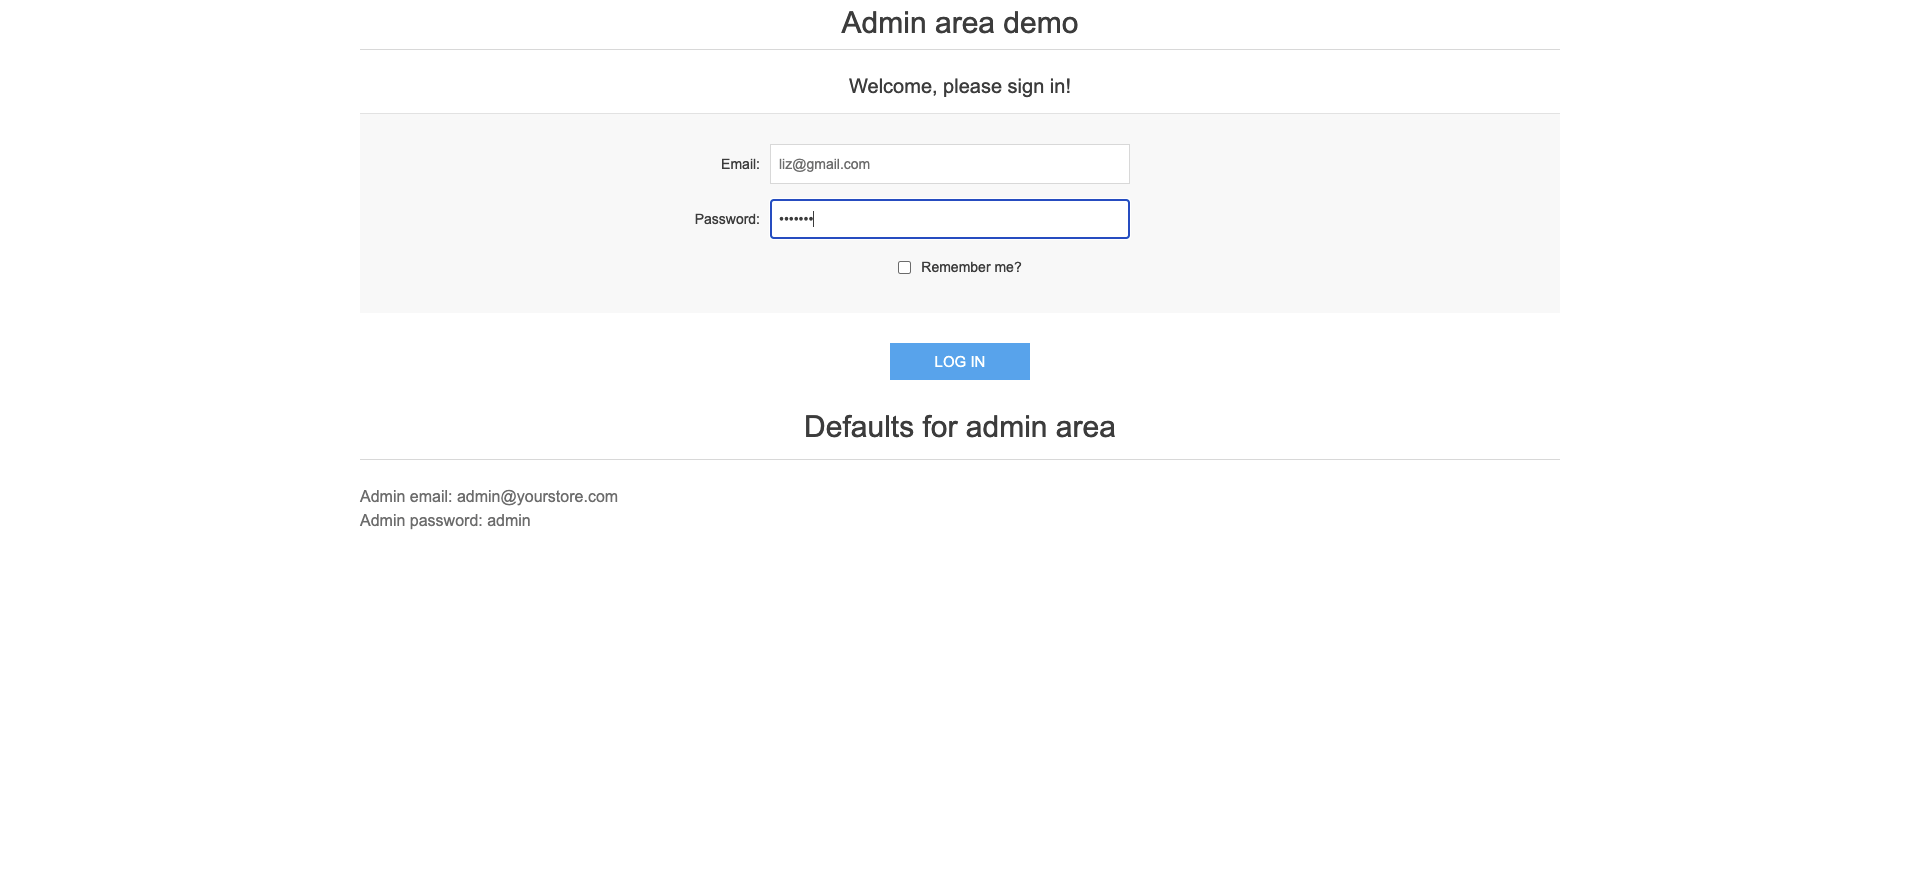 Admin area demo
Welcome, please sign in!
Email: liz@gmail.com
Password: •••••••
Remember me?
LOG IN
Defaults for admin area
Admin email: admin@yourstore.com
Admin password: admin